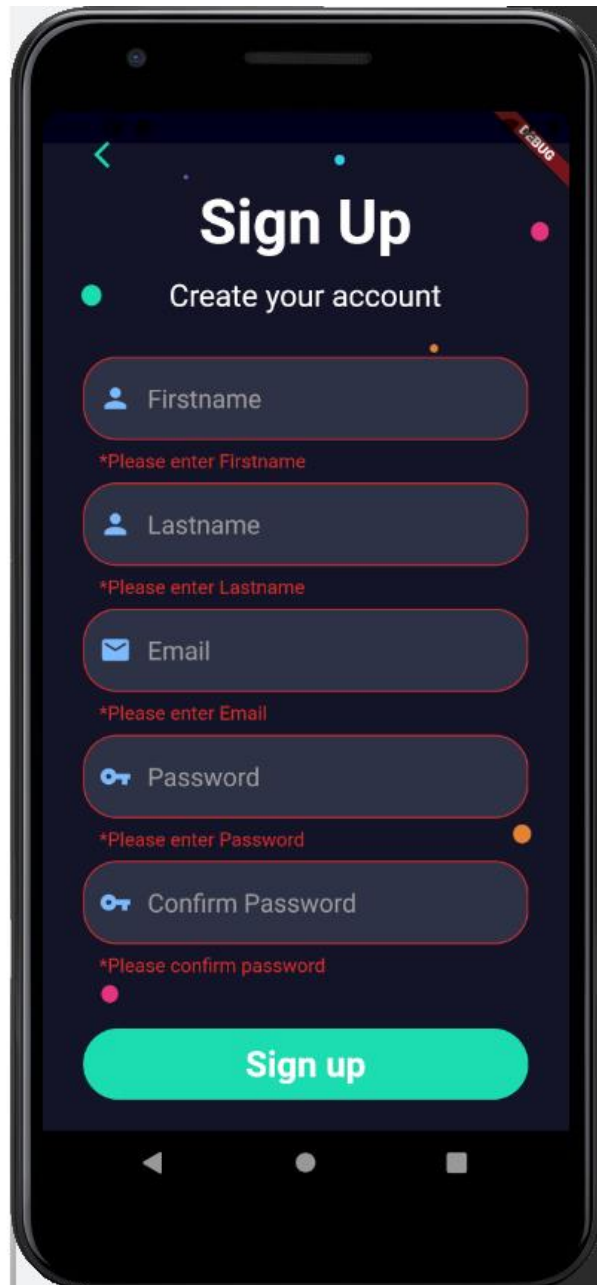 DEBUG
Sign Up
Create your account
Firstname
*Please enter Firstname
Lastname
*Please enter Lastname
Email
*Please enter Email
Password
*Please enter Password
Confirm Password
*Please confirm password
Sign up